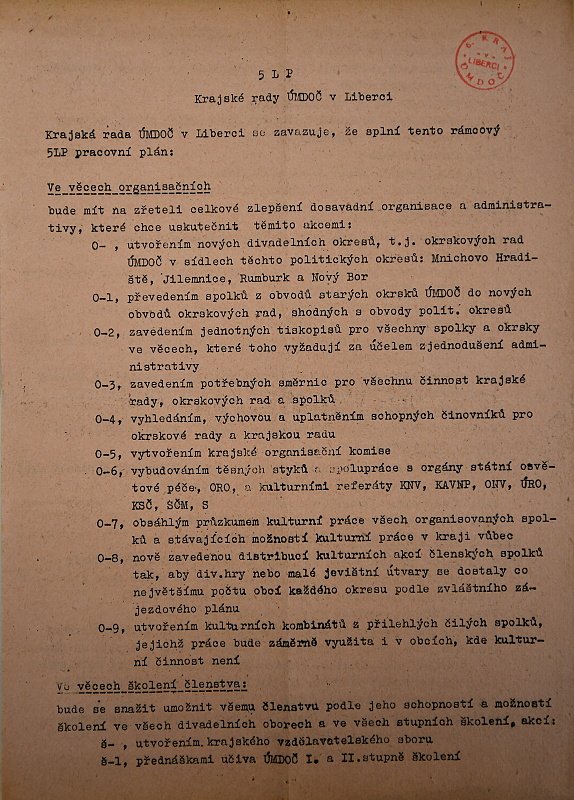 6. KRAJ
V
LIBERCI
ÚMDOČ
5 L P
Krajské rady ÚMDOČ v Liberci
Krajská rada ÚMDOČ v Liberci se zavazuje, že splní tento rámcový
5LP pracovní plán:
Ve věcech organisačních
bude mít na zřeteli celkové zlepšení dosavadní organisace a administra-
tivy, které chce uskutečnit těmito akcemi:
O- , utvořením nových divadelních okresů, t.j. okrskových rad
ÚMDOČ v sídlech těchto politických okresů: Mnichovo Hradi-
ště, Jilemnice, Rumburk a Nový Bor
O-1, převedením spolků z obvodů starých okrsků ÚMDOČ do nových
obvodů okrskových rad, shodných s obvody polit. okresů
O-2, zavedením jednotných tiskopisů pro všechny spolky a okrsky
ve věcech, které toho vyžadují za účelem zjednodušení admi-
nistrativy
O-3, zavedením potřebných směrnic pro všechnu činnost krajské
rady, okrskových rad a spolků
O-4, vyhledáním, výchovou a uplatněním schopných činovníků pro
okrskové rady a krajskou radu
O-5, vytvořením krajské organisační komise
O-6, vybudováním těsných styků a spolupráce s orgány státní osvě-
tové péče, ORO, a kulturními referáty KNV, KAVNP, ONV, ÚRO,
KSČ, SČM, S
O-7, obsáhlým průzkumem kulturní práce všech organisovaných spol-
ků a stávajících možností kulturní práce v kraji vůbec
O-8, nově zavedenou distribucí kulturních akcí členských spolků
tak, aby div.hry nebo malé jevištní útvary se dostaly co
největšímu počtu obcí každého okresu podle zvláštního zá-
jezdového plánu
O-9, utvořením kulturních kombinátů z přilehlých čilých spolků,
jejichž práce bude záměrně využita i v obcích, kde kultur-
ní činnost není
Ve věcech školení členstva:
bude se snažit umožnit všemu členstvu podle jeho schopností a možností
školení ve všech divadelních oborech a ve všech stupních školení, akcí:
š- , utvořením krajského vzdělavatelského sboru
š-1, přednáškami učiva ÚMDOČ I. a II.stupně školení